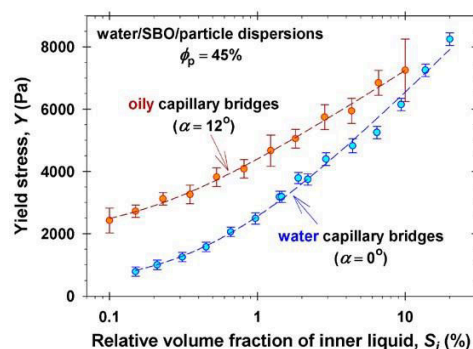 water/SBO/particle dispersions
ϕp = 45%
oily capillary bridges
(α = 12°)
water capillary bridges
(α = 0°)
Yield stress, Y (Pa)
8000
6000
4000
2000
0
0.1
1
10
Relative volume fraction of inner liquid, Si (%)